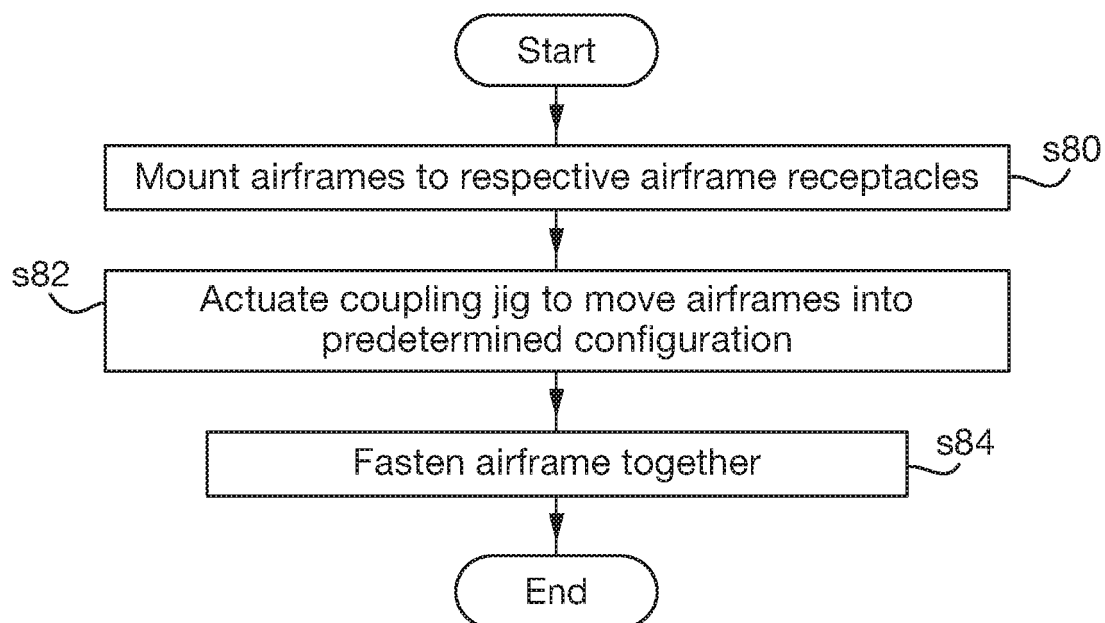 Start
Mount airframes to respective airframe receptacles
s80
s82
Actuate coupling jig to move airframes into
predetermined configuration
Fasten airframe together
s84
End